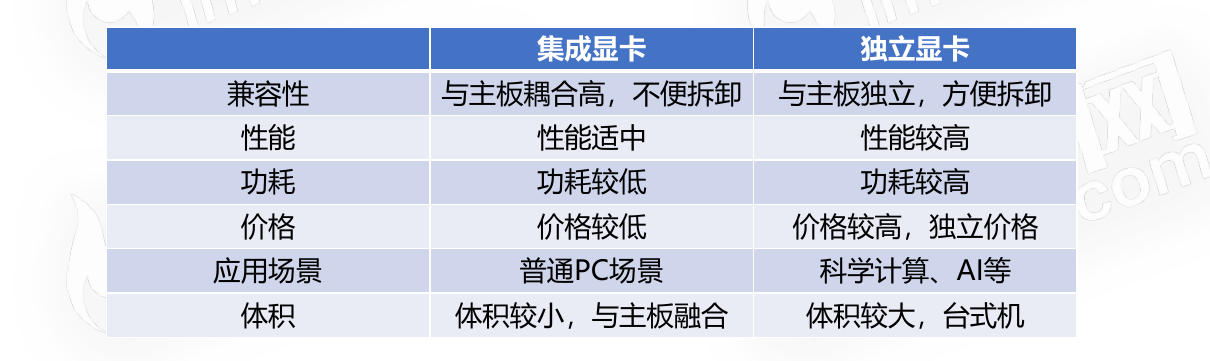 集成显卡 独立显卡
兼容性 与主板耦合高，不便拆卸 与主板独立，方便拆卸
性能 性能适中 性能较高
功耗 功耗较低 功耗较高
价格 价格较低 价格较高，独立价格
应用场景 普通PC场景 科学计算、AI等
体积 体积较小，与主板融合 体积较大，台式机
网
.com